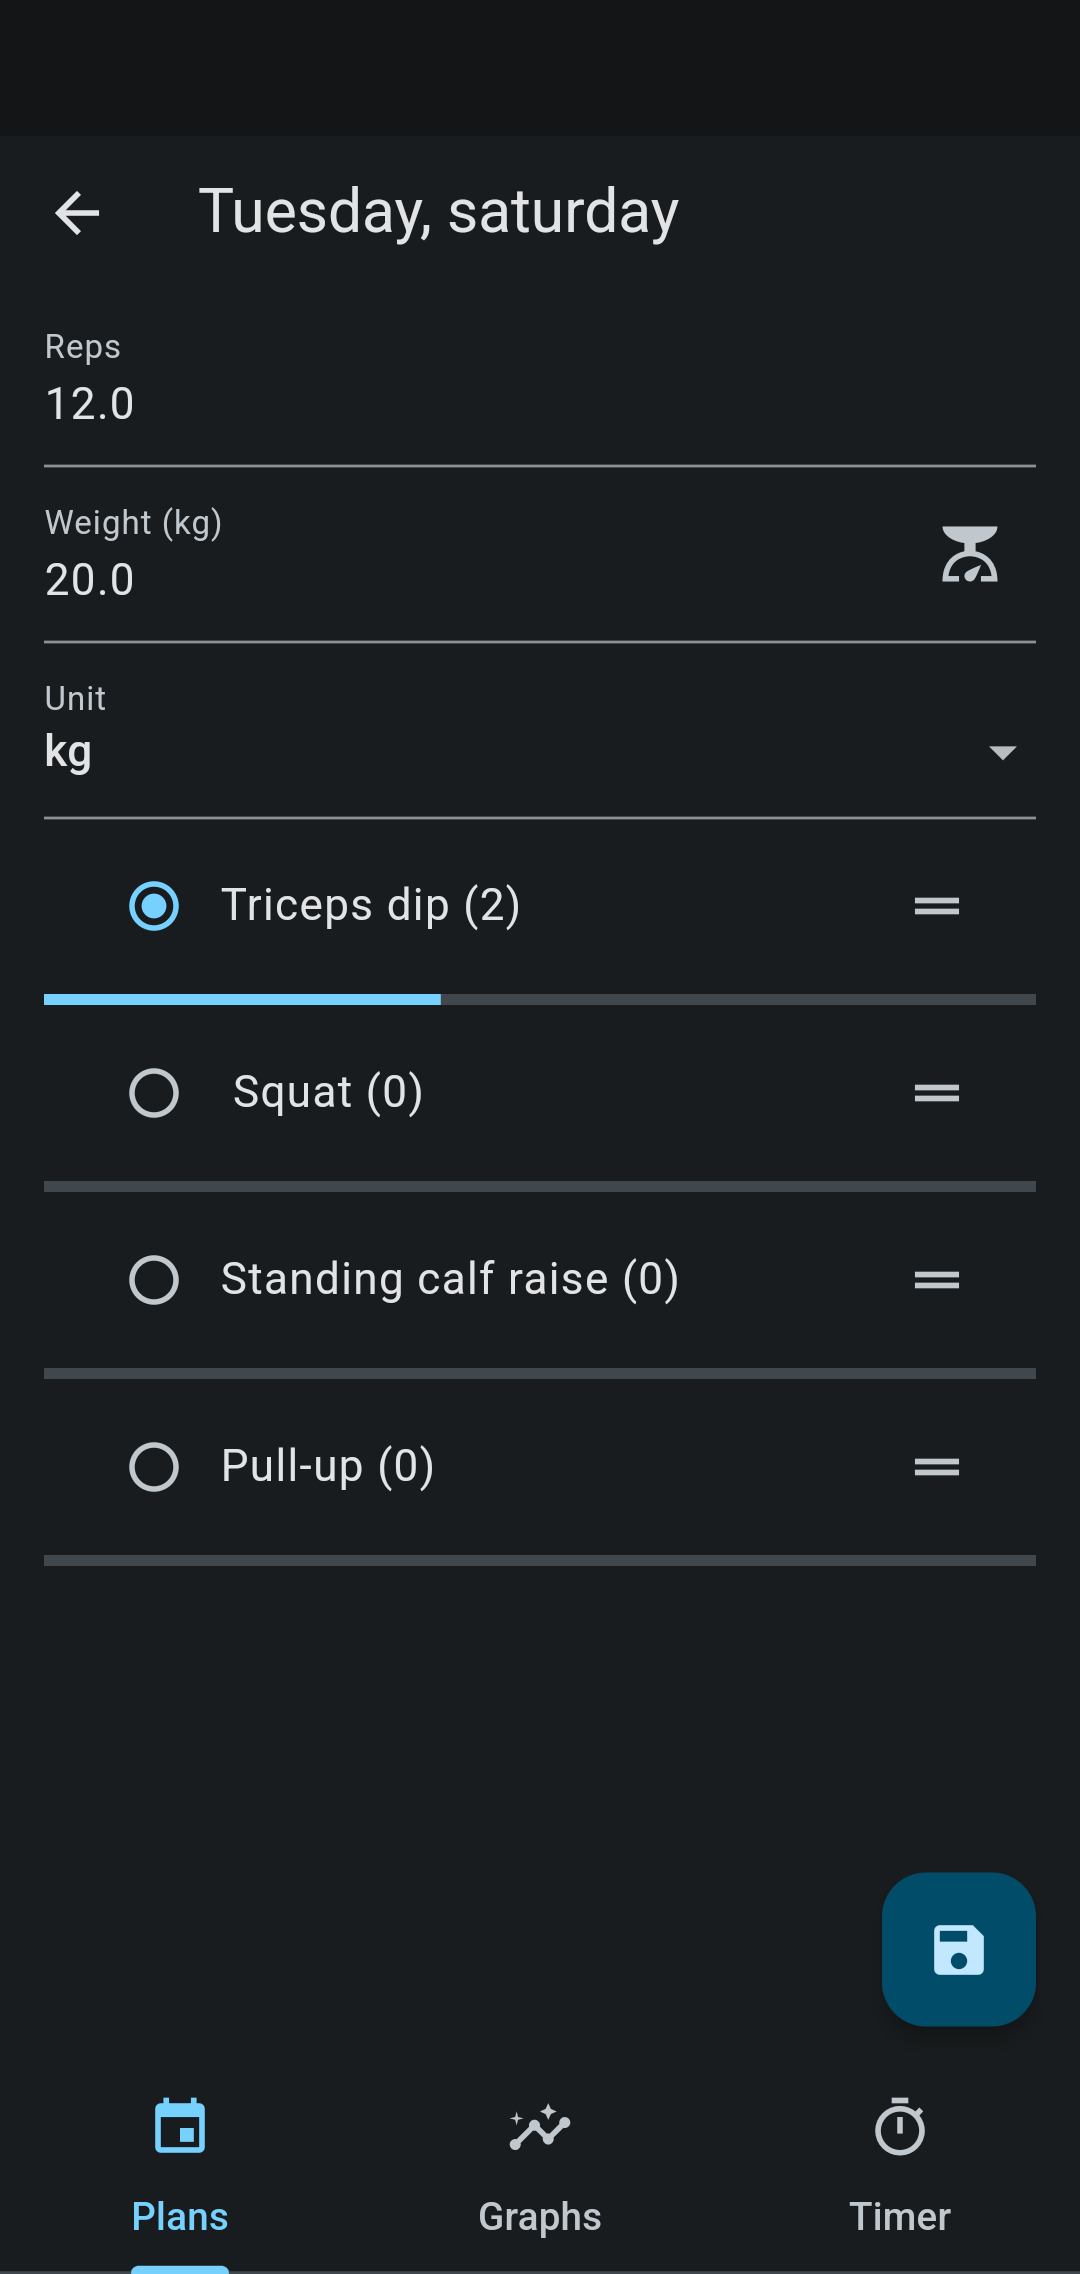 Tuesday, saturday
Reps
12.0
Weight (kg)
20.0
Unit
kg
Triceps dip (2)
Squat (0)
Standing calf raise (0)
Pull-up (0)
Plans
Graphs
Timer